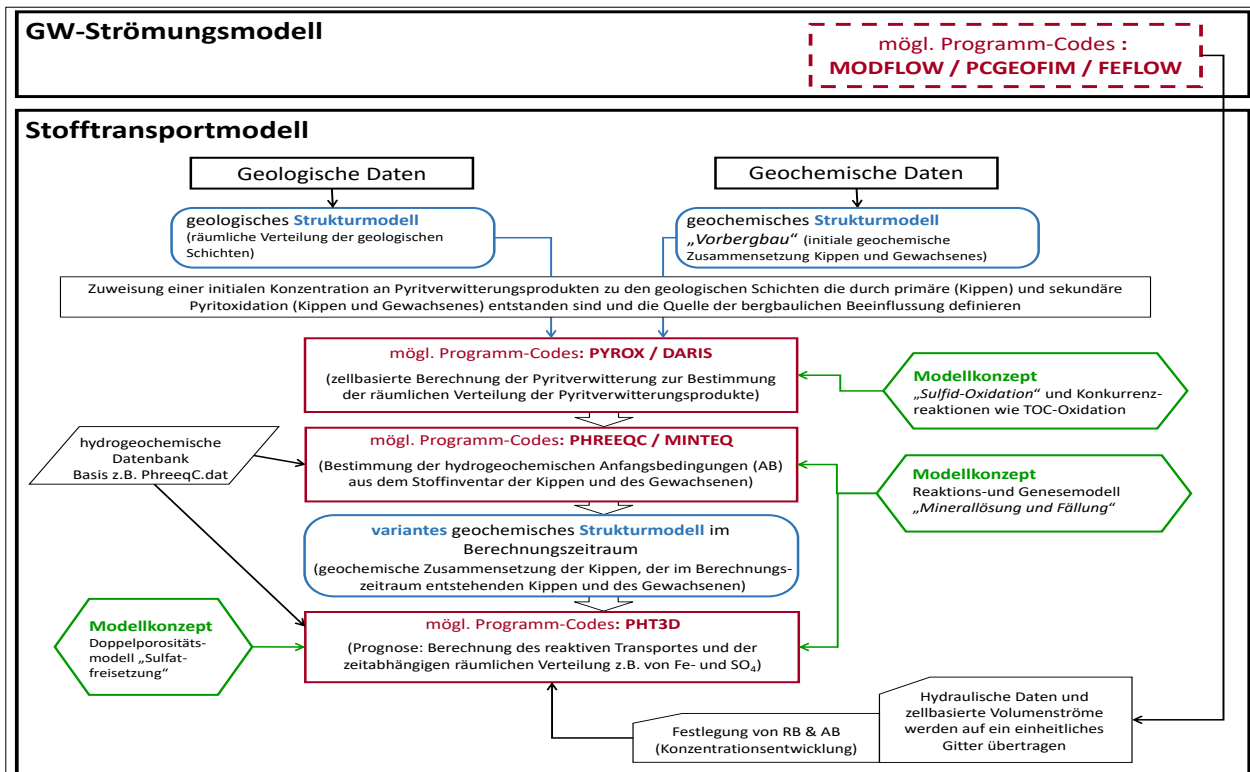 GW-Strömungsmodell
mögl. Programm-Codes :
MODFLOW / PCGEOFIM / FEFLOW
Stofftransportmodell
Geologische Daten
Geochemische Daten
geologisches Strukturmodell
(räumliche Verteilung der geologischen
Schichten)
geochemisches Strukturmodell
„Vorbergbau“ (initiale geochemische
Zusammensetzung Kippen und Gewachsenes)
Zuweisung einer initialen Konzentration an Pyritverwitterungsprodukten zu den geologischen Schichten die durch primäre (Kippen) und sekundäre
Pyritoxidation (Kippen und Gewachsenes) entstanden sind und die Quelle der bergbaulichen Beeinflussung definieren
mögl. Programm-Codes: PYROX / DARIS
(zellbasierte Berechnung der Pyritverwitterung zur Bestimmung
der räumlichen Verteilung der Pyritverwitterungsprodukte)
Modellkonzept
„Sulfid-Oxidation“ und Konkurrenz-
reaktionen wie TOC-Oxidation
hydrogeochemische
Datenbank
Basis z.B. PhreeqC.dat
mögl. Programm-Codes: PHREEQC / MINTEQ
(Bestimmung der hydrogeochemischen Anfangsbedingungen (AB)
aus dem Stoffinventar der Kippen und des Gewachsenen)
Modellkonzept
Reaktions-und Genesemodell
„Minerallösung und Fällung“
variantes geochemisches Strukturmodell im
Berechnungszeitraum
(geochemische Zusammensetzung der Kippen, der im Berechnungs-
zeitraum entstehenden Kippen und des Gewachsenen)
Modellkonzept
Doppelporositäts-
modell „Sulfat-
freisetzung“
mögl. Programm-Codes: PHT3D
(Prognose: Berechnung des reaktiven Transportes und der
zeitabhängigen räumlichen Verteilung z.B. von Fe- und SO₄)
Festlegung von RB & AB
(Konzentrationsentwicklung)
Hydraulische Daten und
zellbasierte Volumenströme
werden auf ein einheitliches
Gitter übertragen